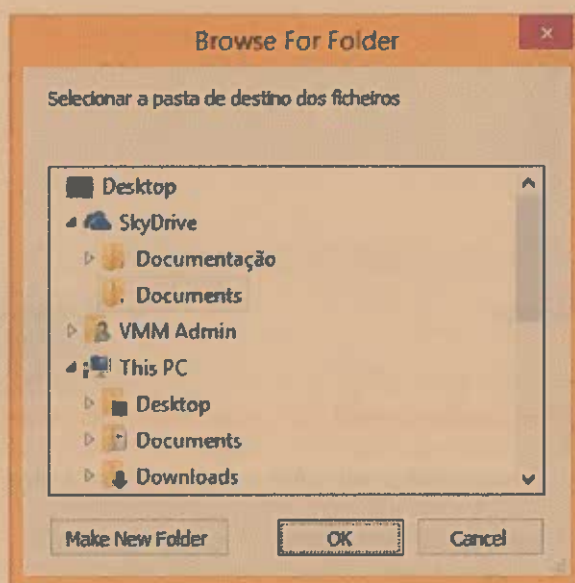 Browse For Folder
Selecionar a pasta de destino dos ficheiros
Desktop
SkyDrive
Documentação
Documents
VMM Admin
This PC
Desktop
Documents
Downloads
Make New Folder
OK
Cancel